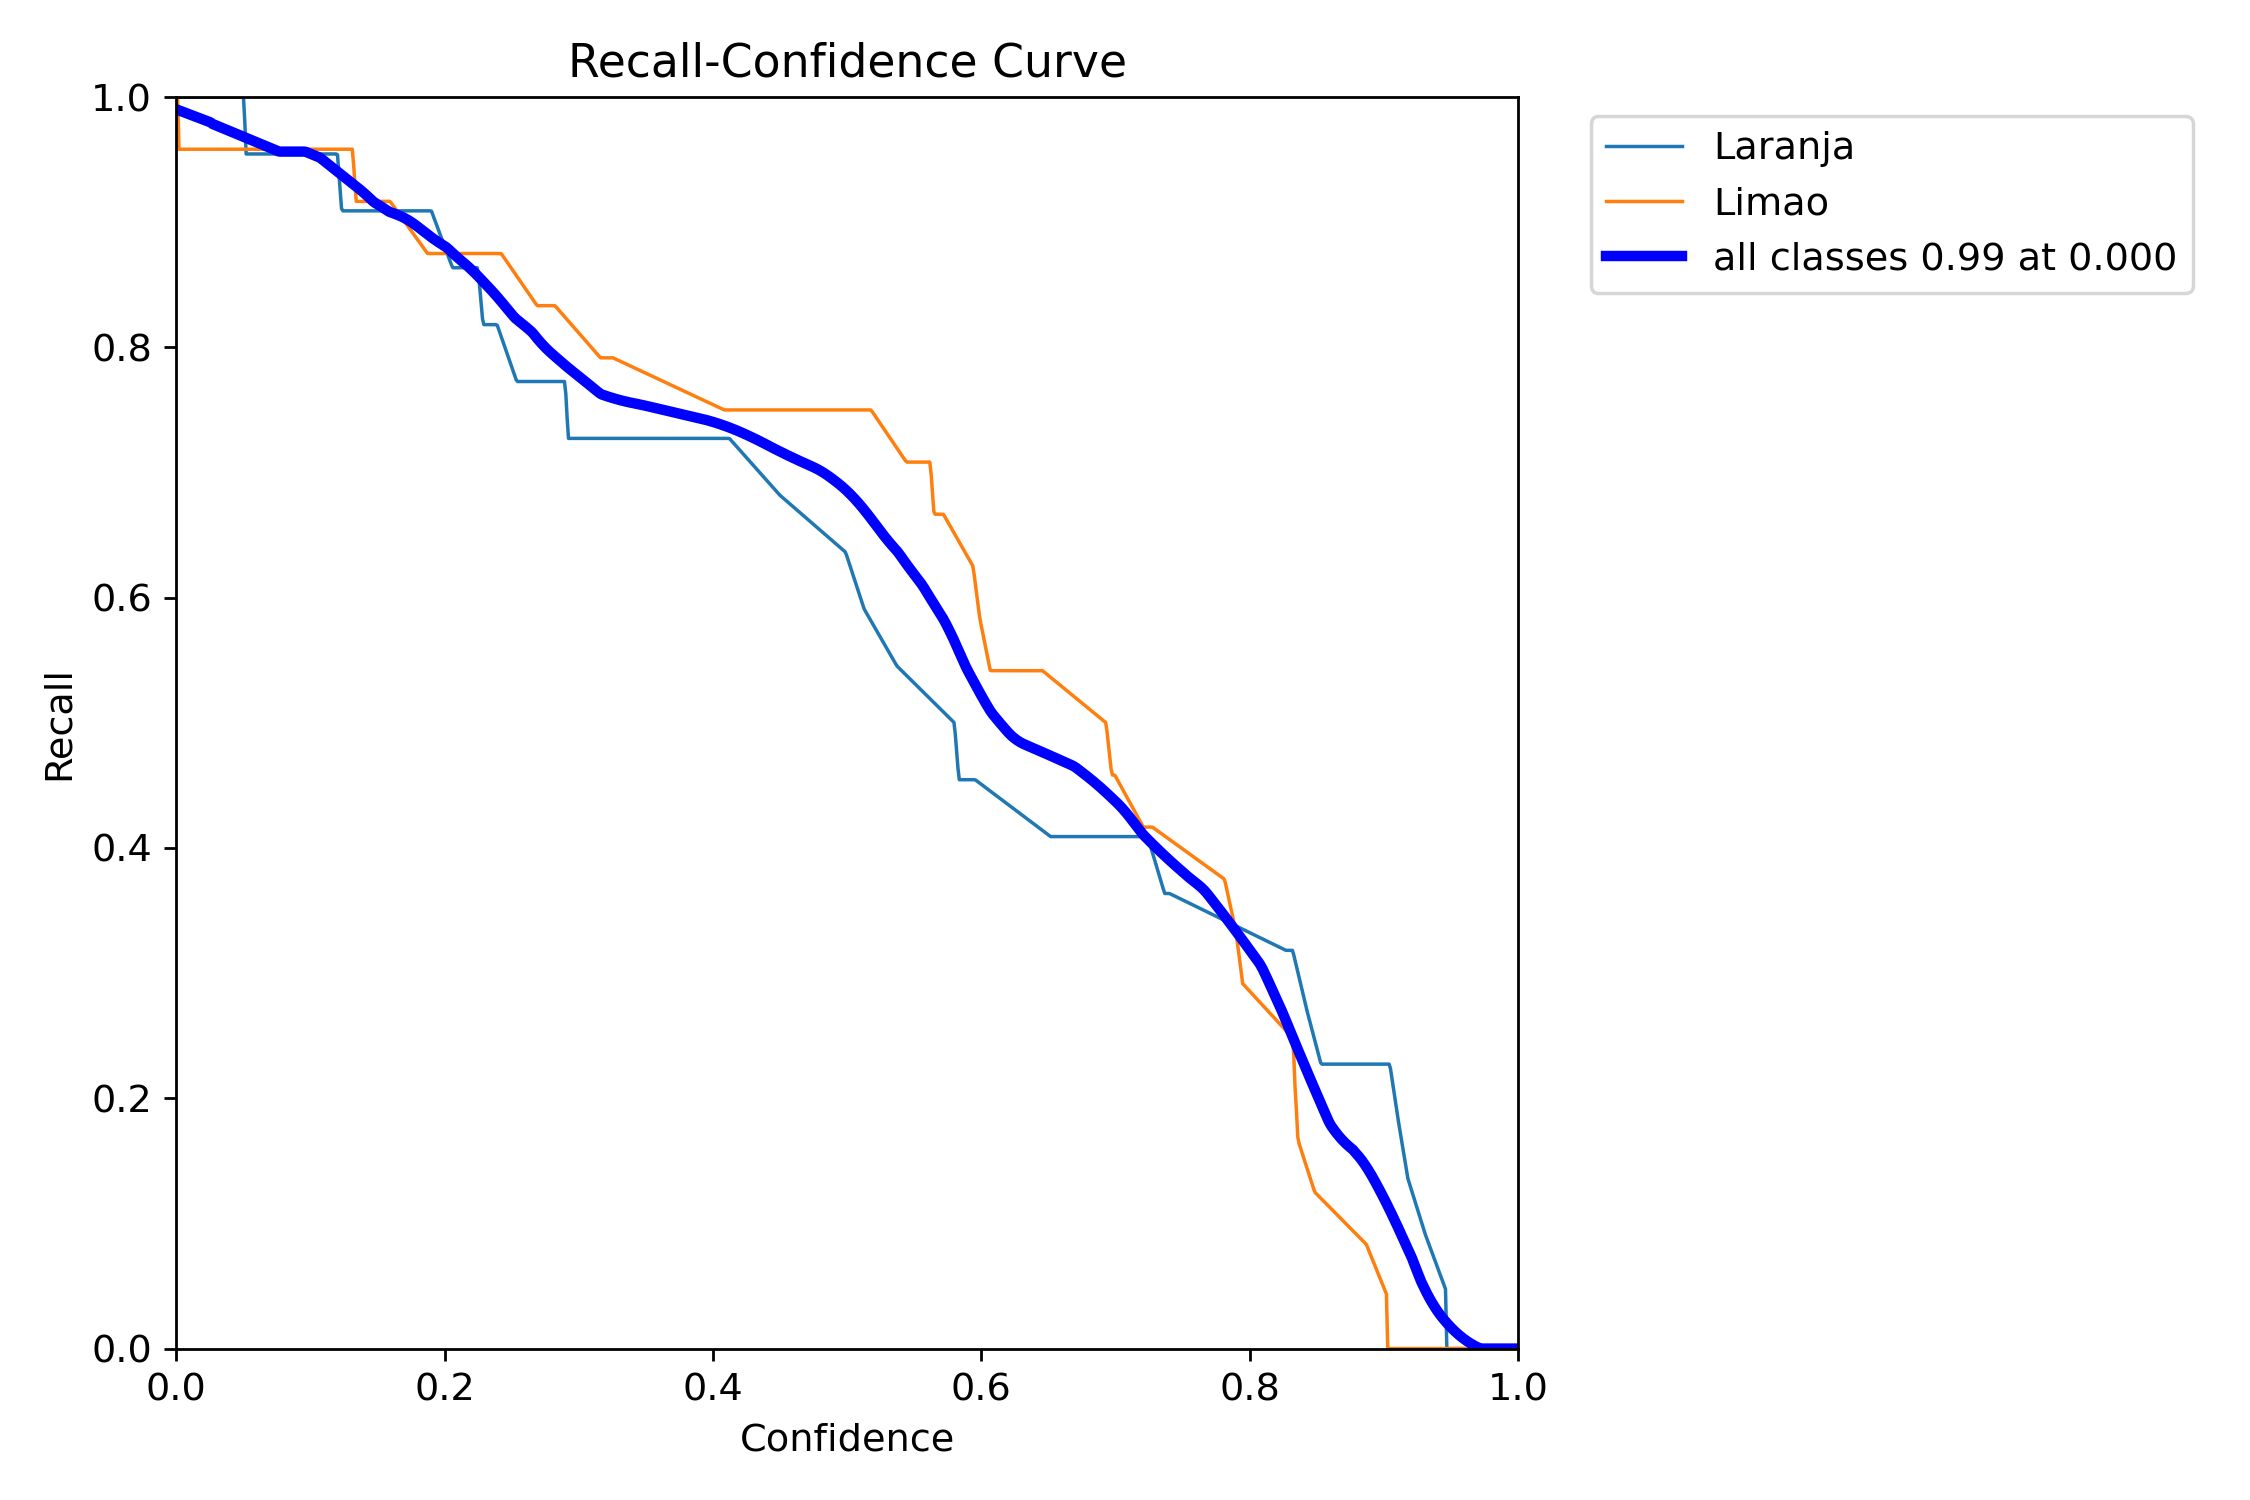 Recall-Confidence Curve
1.0
0.8
0.6
0.4
0.2
0.0
Recall
0.0 0.2 0.4 0.6 0.8 1.0
Confidence
Laranja
Limao
all classes 0.99 at 0.000